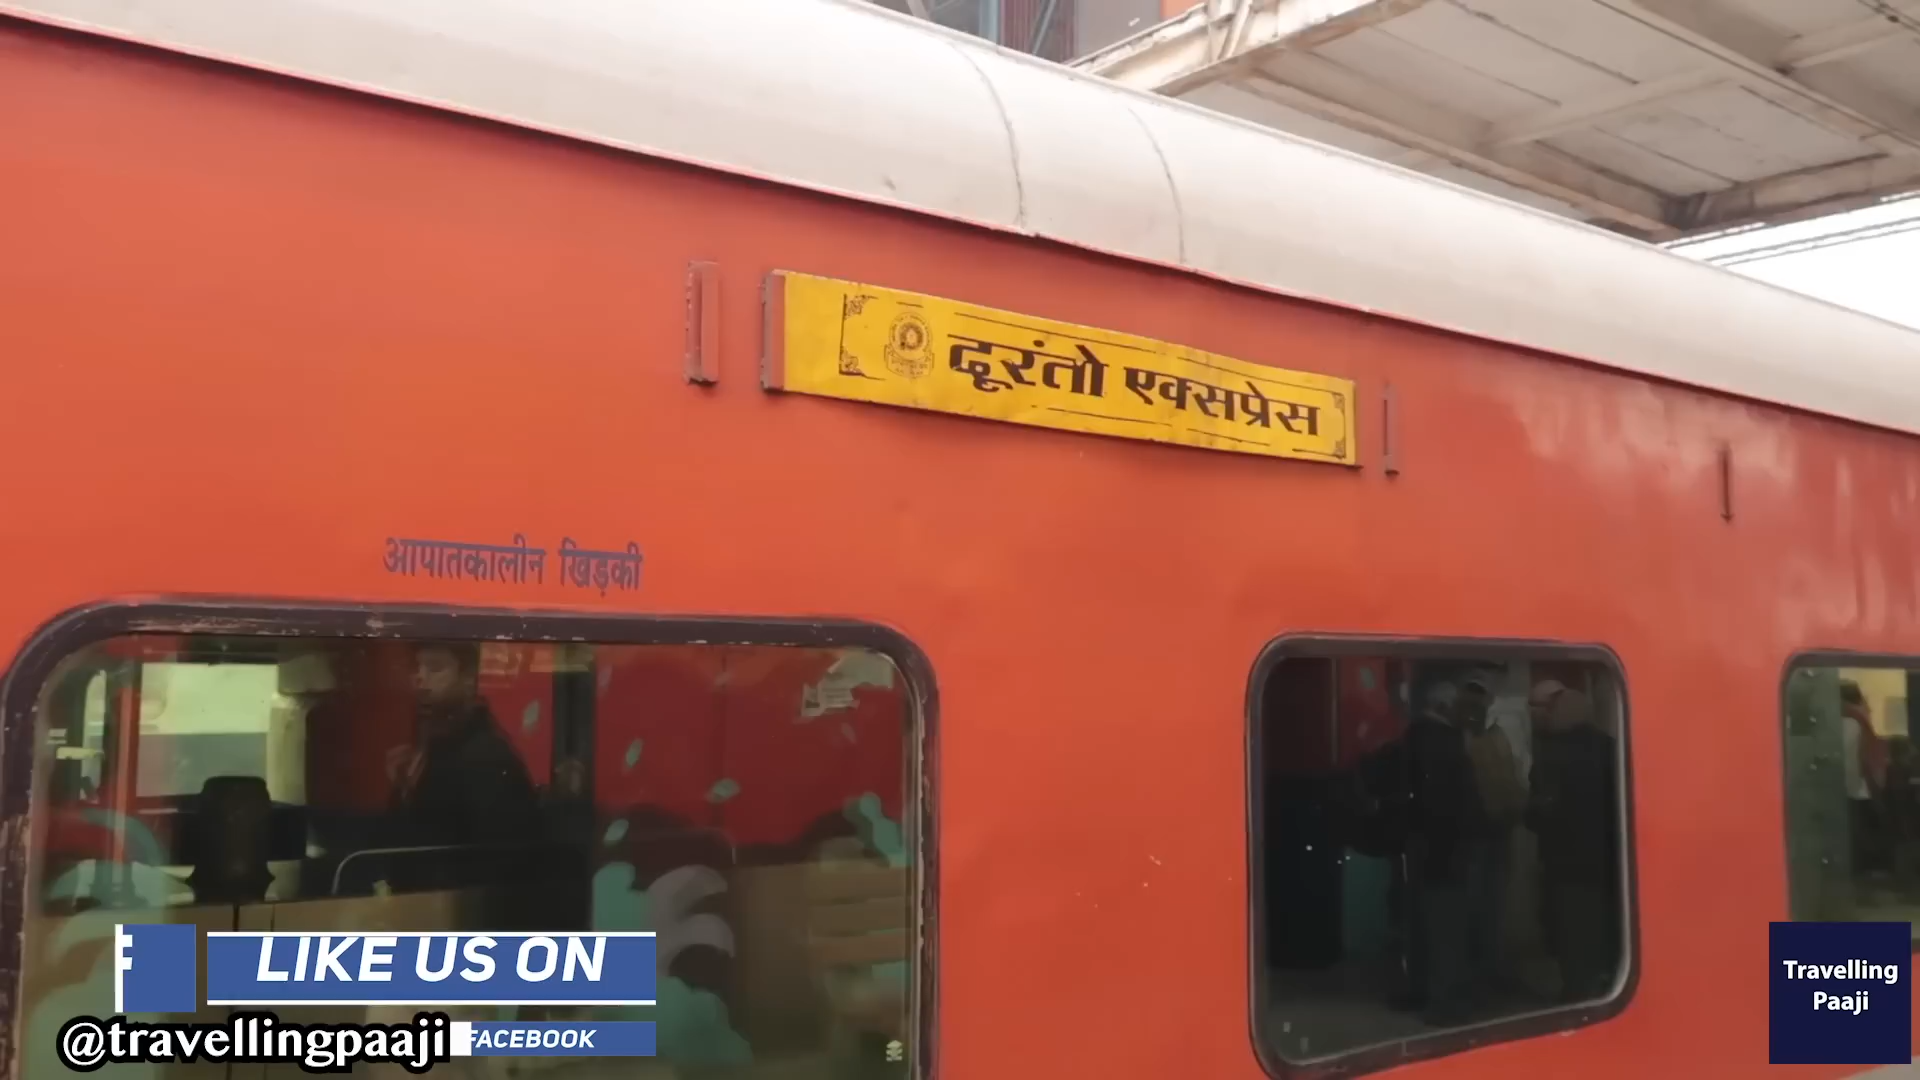 दूरंतो एक्सप्रेस
आपातकालीन खिड़की
LIKE US ON
FACEBOOK
@travellingpaaji
Travelling
Paaji